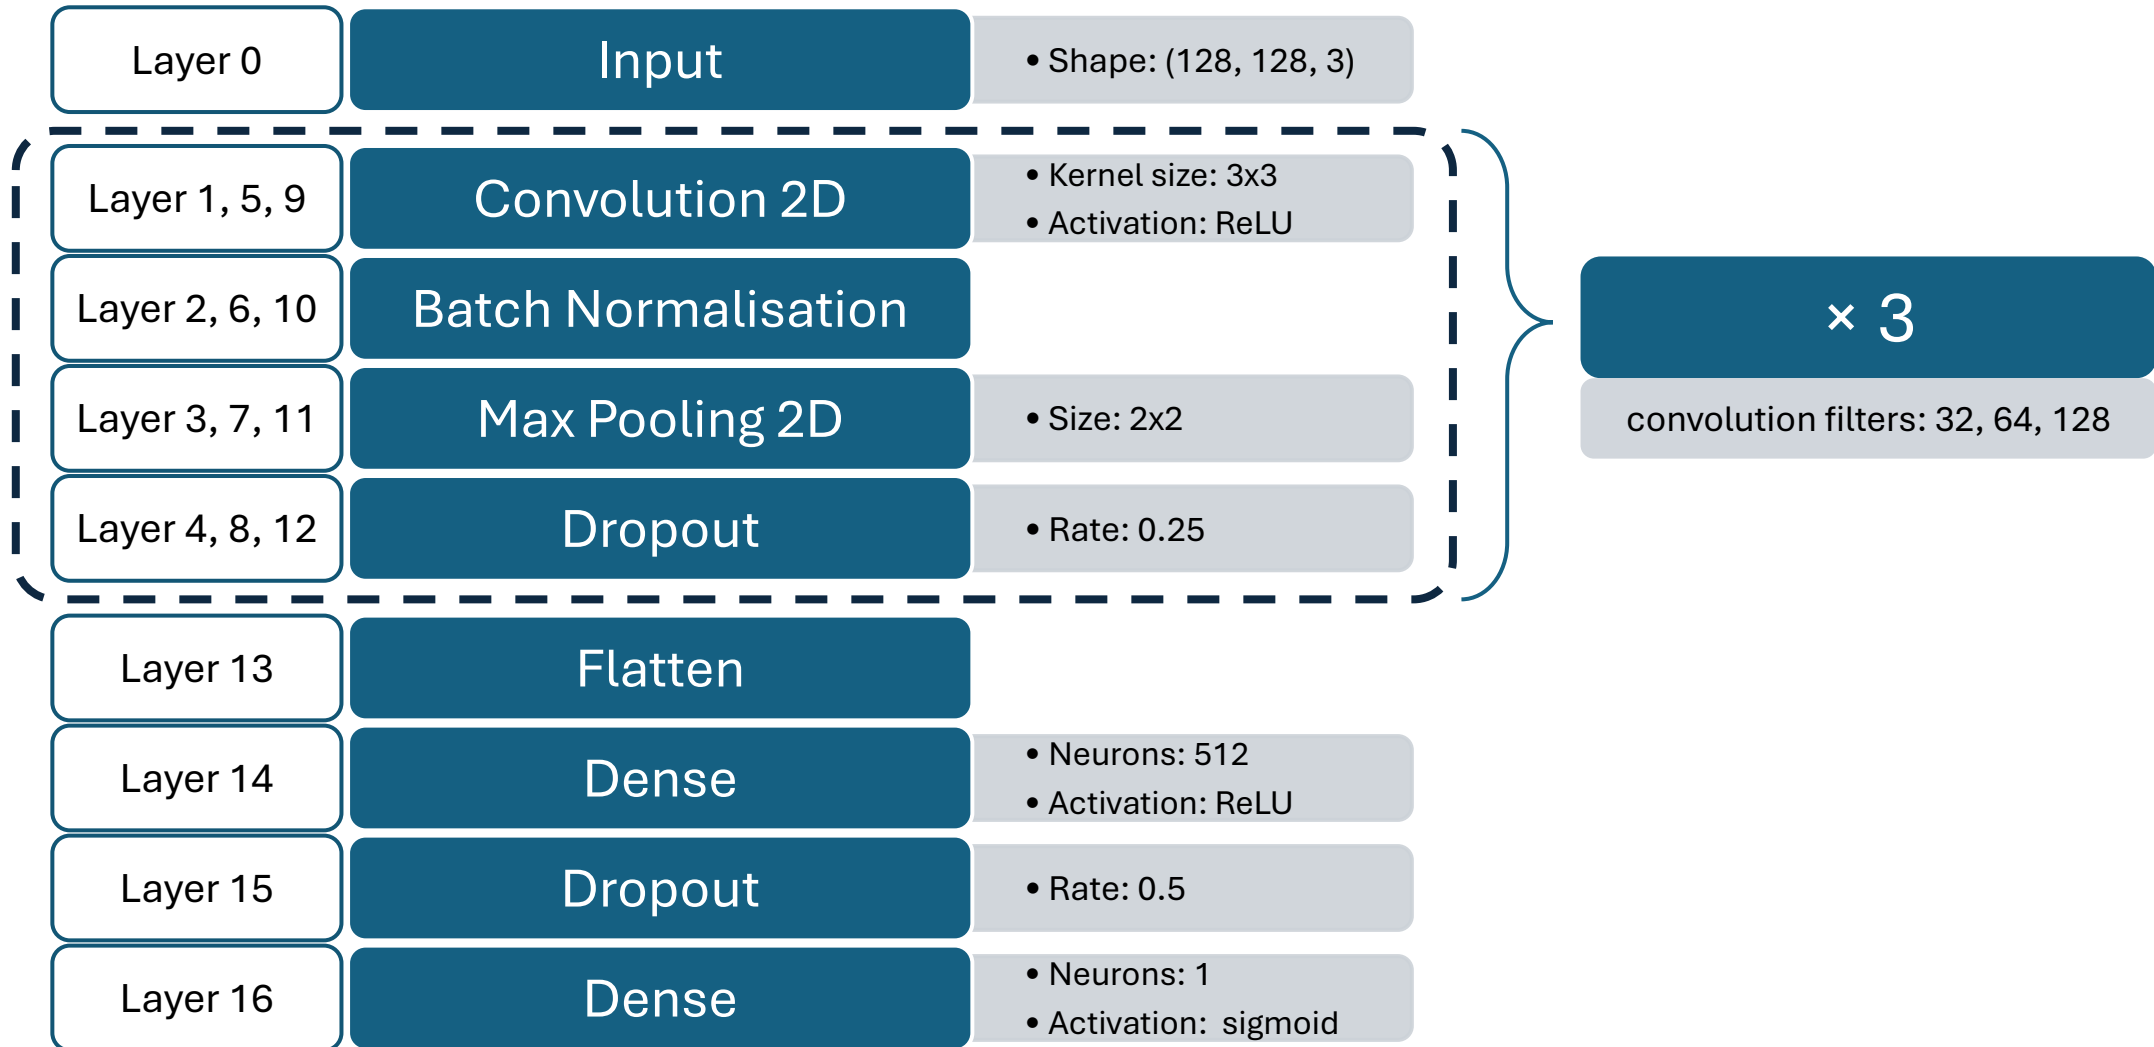 Layer 0
Input
• Shape: (128, 128, 3)
Layer 1, 5, 9
Convolution 2D
• Kernel size: 3x3
• Activation: ReLU
Layer 2, 6, 10
Batch Normalisation
Layer 3, 7, 11
Max Pooling 2D
• Size: 2x2
Layer 4, 8, 12
Dropout
• Rate: 0.25
× 3
convolution filters: 32, 64, 128
Layer 13
Flatten
Layer 14
Dense
• Neurons: 512
• Activation: ReLU
Layer 15
Dropout
• Rate: 0.5
Layer 16
Dense
• Neurons: 1
• Activation: sigmoid